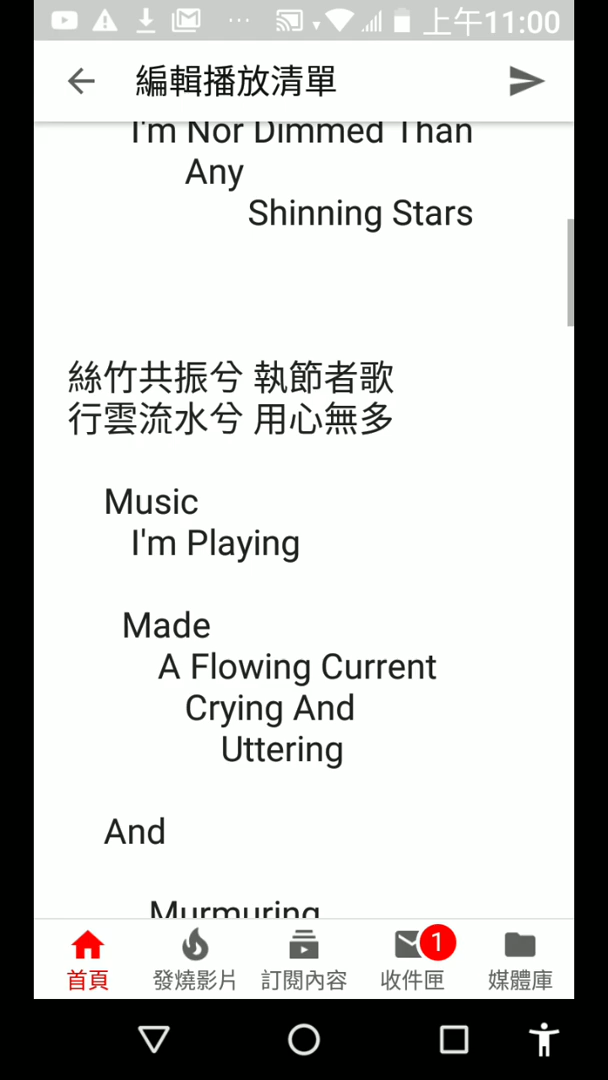 上午11:00
編輯播放清單
I'm Nor Dimmed Than
Any
Shinning Stars
絲竹共振兮 執節者歌
行雲流水兮 用心無多
Music
I'm Playing
Made
A Flowing Current
Crying And
Uttering
And
Murmuring
1
首頁 發燒影片 訂閱內容 收件匣 媒體庫